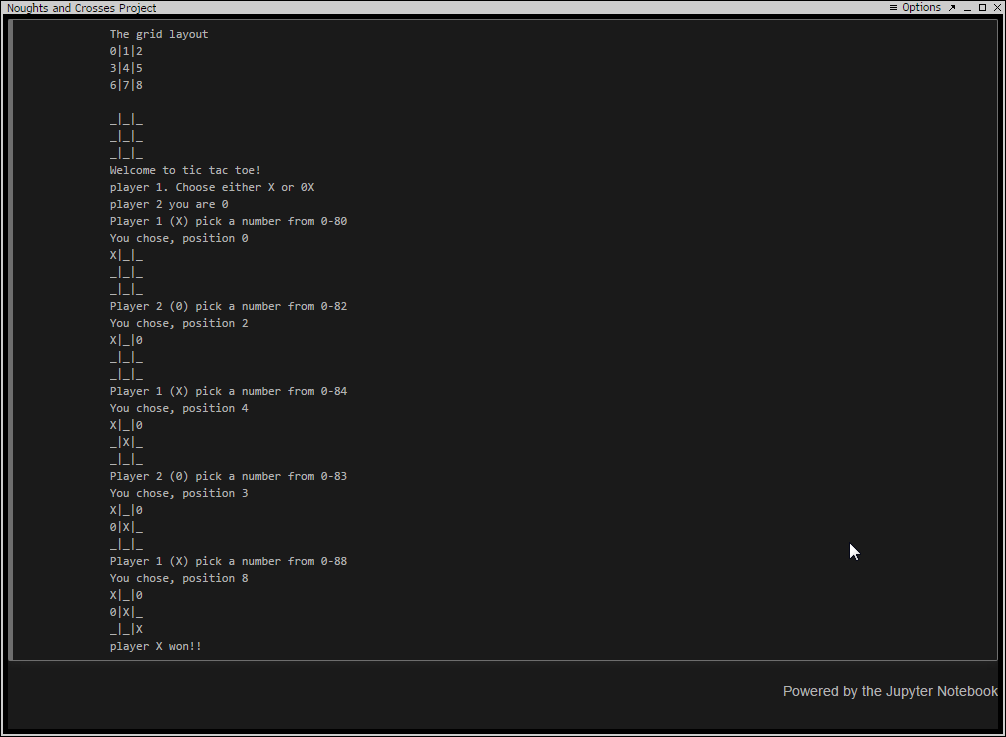 Noughts and Crosses Project
≡ Options
The grid layout
0|1|2
3|4|5
6|7|8
_|_|_
_|_|_
_|_|_
Welcome to tic tac toe!
player 1. Choose either X or 0X
player 2 you are 0
Player 1 (X) pick a number from 0-80
You chose, position 0
X|_|_
_|_|_
_|_|_
Player 2 (0) pick a number from 0-82
You chose, position 2
X|_|0
_|_|_
_|_|_
Player 1 (X) pick a number from 0-84
You chose, position 4
X|_|0
_|X|_
_|_|_
Player 2 (0) pick a number from 0-83
You chose, position 3
X|_|0
0|X|_
_|_|_
Player 1 (X) pick a number from 0-88
You chose, position 8
X|_|0
0|X|_
_|_|X
player X won!!
Powered by the Jupyter Notebook